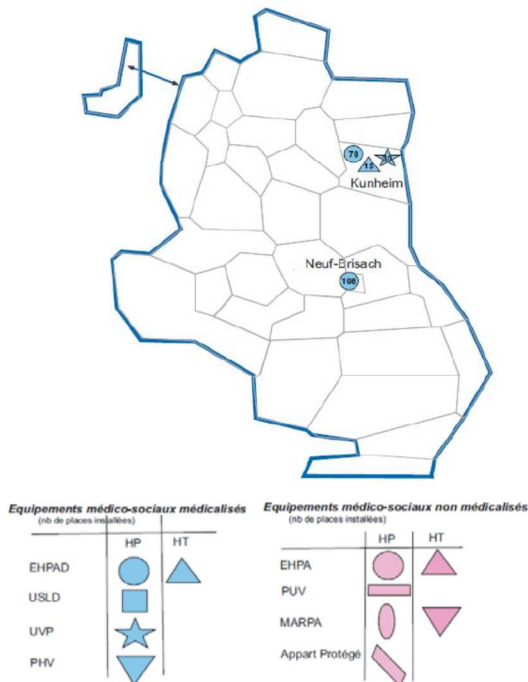 70
15
Kunheim
Neuf-Brisach
108
Equipements médico-sociaux médicalisés
(nb de places installées)
HP HT
EHPAD
USLD
UVP
PHV
Equipements médico-sociaux non médicalisés
(nb de places installées)
HP HT
EHPA
PUV
MARPA
Appart Protégé